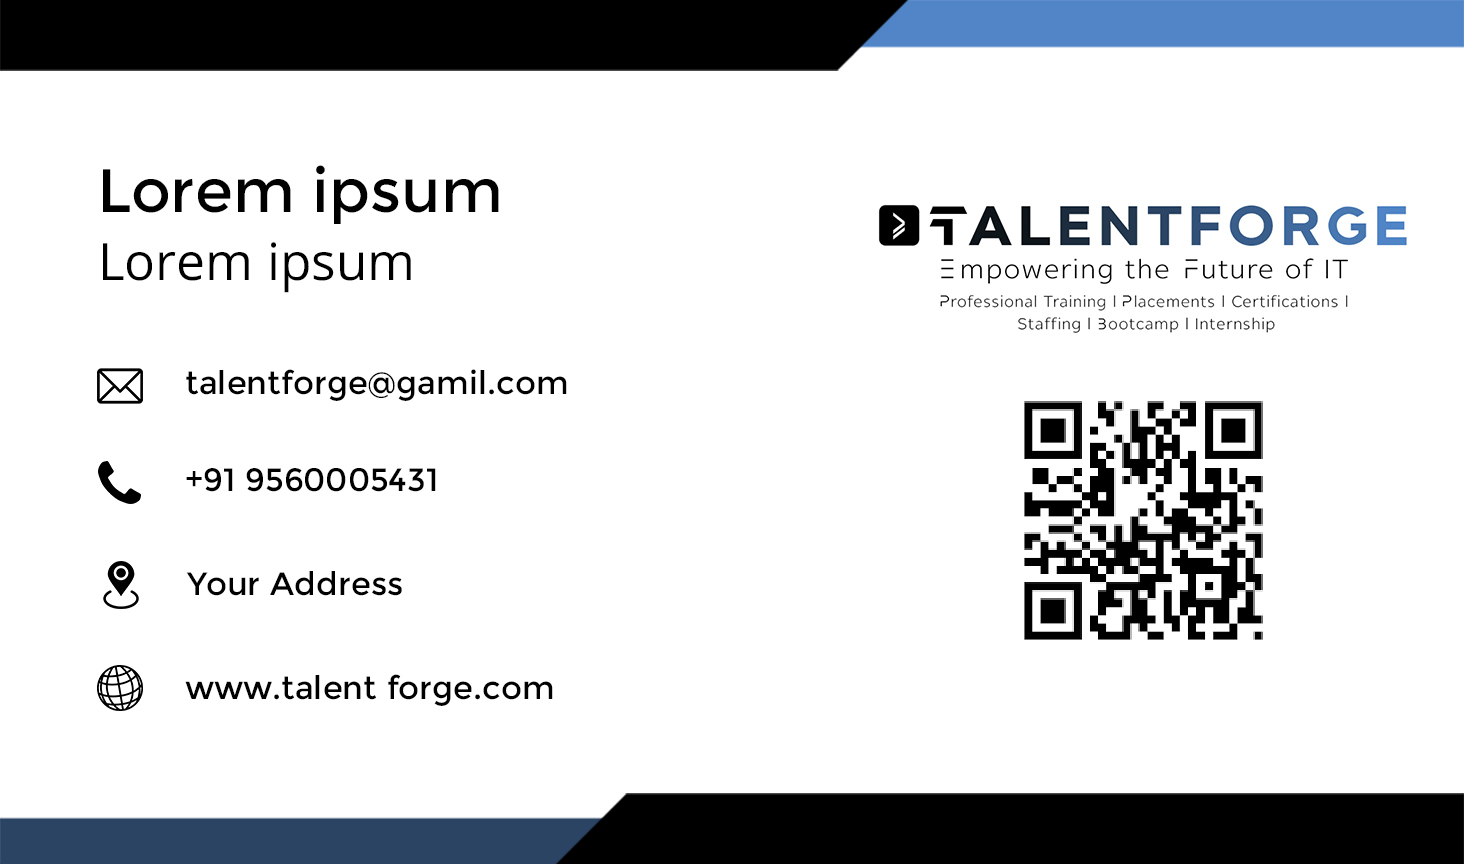 Lorem ipsum
Lorem ipsum
talentforge@gamil.com
+91 9560005431
Your Address
www.talent forge.com
TALENTFORGE
Empowering the Future of IT
Professional Training | Placements | Certifications |
Staffing | Bootcamp | Internship